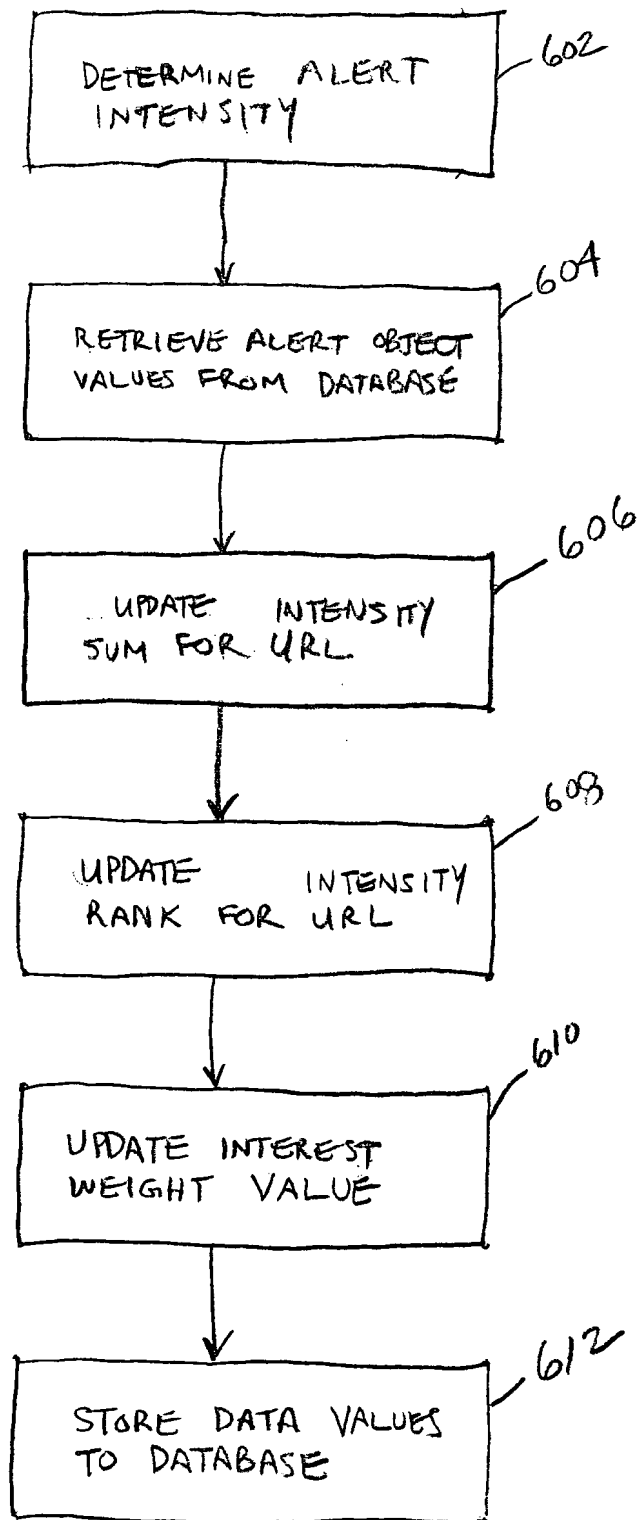 DETERMINE ALERT
INTENSITY
602
RETRIEVE ALERT OBJECT
VALUES FROM DATABASE
604
UPDATE INTENSITY
SUM FOR URL
606
UPDATE INTENSITY
RANK FOR URL
608
UPDATE INTEREST
WEIGHT VALUE
610
STORE DATA VALUES
TO DATABASE
612